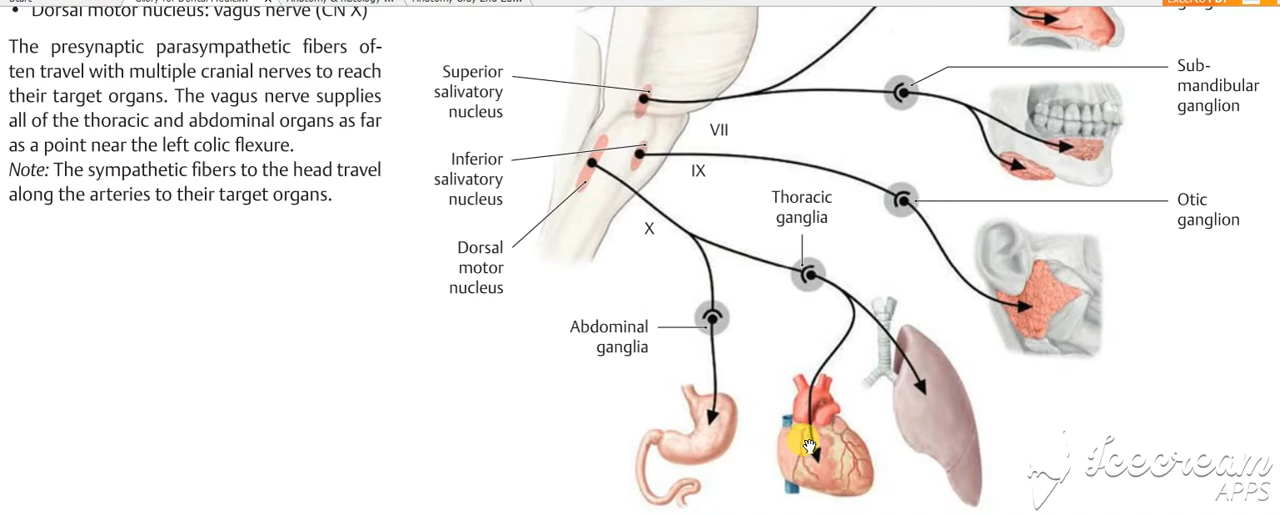 Dorsal motor nucleus: vagus nerve (CN X)
The presynaptic parasympathetic fibers of-
ten travel with multiple cranial nerves to reach
their target organs. The vagus nerve supplies
all of the thoracic and abdominal organs as far
as a point near the left colic flexure.
Note: The sympathetic fibers to the head travel
along the arteries to their target organs.
Superior
salivatory
nucleus
Inferior
salivatory
nucleus
Dorsal
motor
nucleus
VII
IX
X
Thoracic
ganglia
Abdominal
ganglia
Sub-
mandibular
ganglion
Otic
ganglion
Icecream
APPS